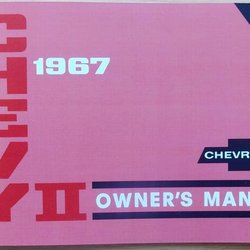 CHEVY II
1967
CHEVR
OWNER'S MAN